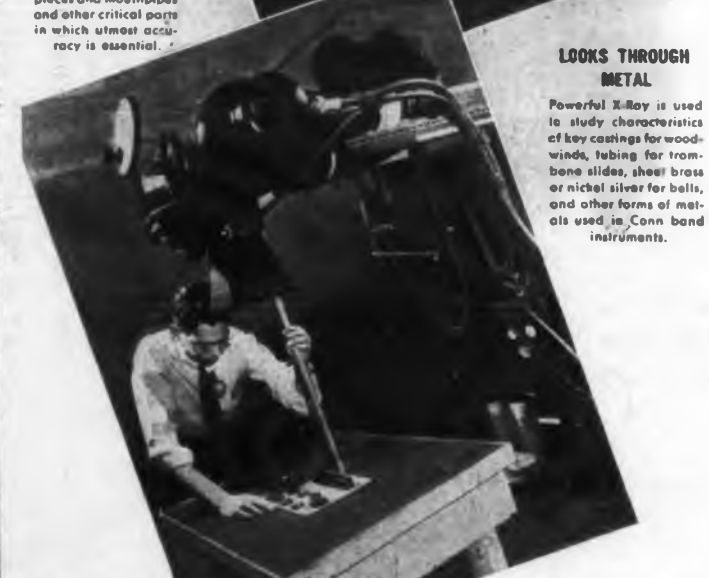 pieces and mouthpipes
and other critical parts
in which utmost accu-
racy is essential.
LOOKS THROUGH
METAL
Powerful X-Ray is used
to study characteristics
of key castings for wood-
winds, tubing for trom-
bone slides, sheet brass
or nickel silver for bells,
and other forms of met-
als used in Conn band
instruments.